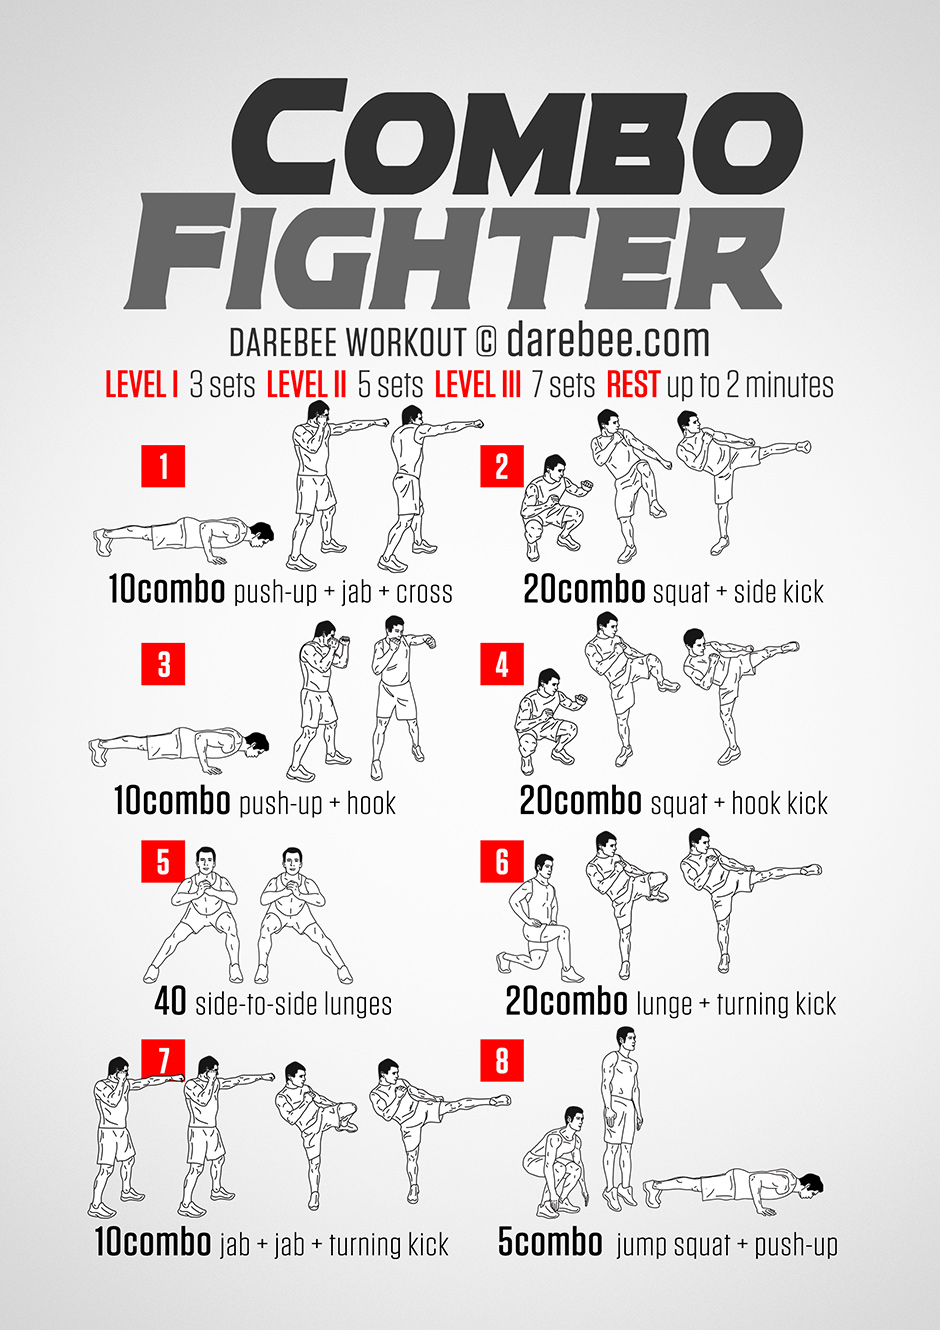 COMBO
FIGHTER
DAREBEE WORKOUT © darebee.com
LEVEL I 3 sets LEVEL II 5 sets LEVEL III 7 sets REST up to 2 minutes
1
10combo push-up + jab + cross
2
20combo squat + side kick
3
10combo push-up + hook
4
20combo squat + hook kick
5
40 side-to-side lunges
6
20combo lunge + turning kick
7
10combo jab + jab + turning kick
8
5combo jump squat + push-up